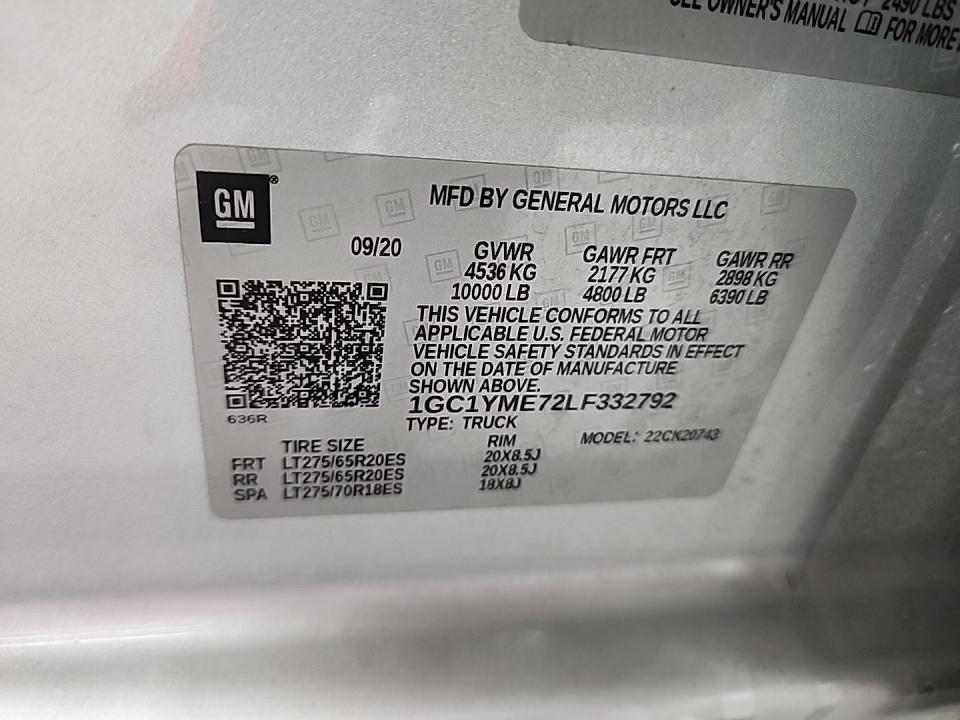 2490 LBS
SEE OWNER'S MANUAL FOR MORE
GM®
MFD BY GENERAL MOTORS LLC
09/20
GVWR GAWR FRT GAWR RR
4536 KG 2177 KG 2898 KG
10000 LB 4800 LB 6390 LB
THIS VEHICLE CONFORMS TO ALL
APPLICABLE U.S. FEDERAL MOTOR
VEHICLE SAFETY STANDARDS IN EFFECT
ON THE DATE OF MANUFACTURE
SHOWN ABOVE.
1GC1YME72LF332792
636R
TYPE: TRUCK
MODEL: 22CK20743
TIRE SIZE RIM
FRT LT275/65R20ES 20X8.5J
RR LT275/65R20ES 20X8.5J
SPA LT275/70R18ES 18X8J